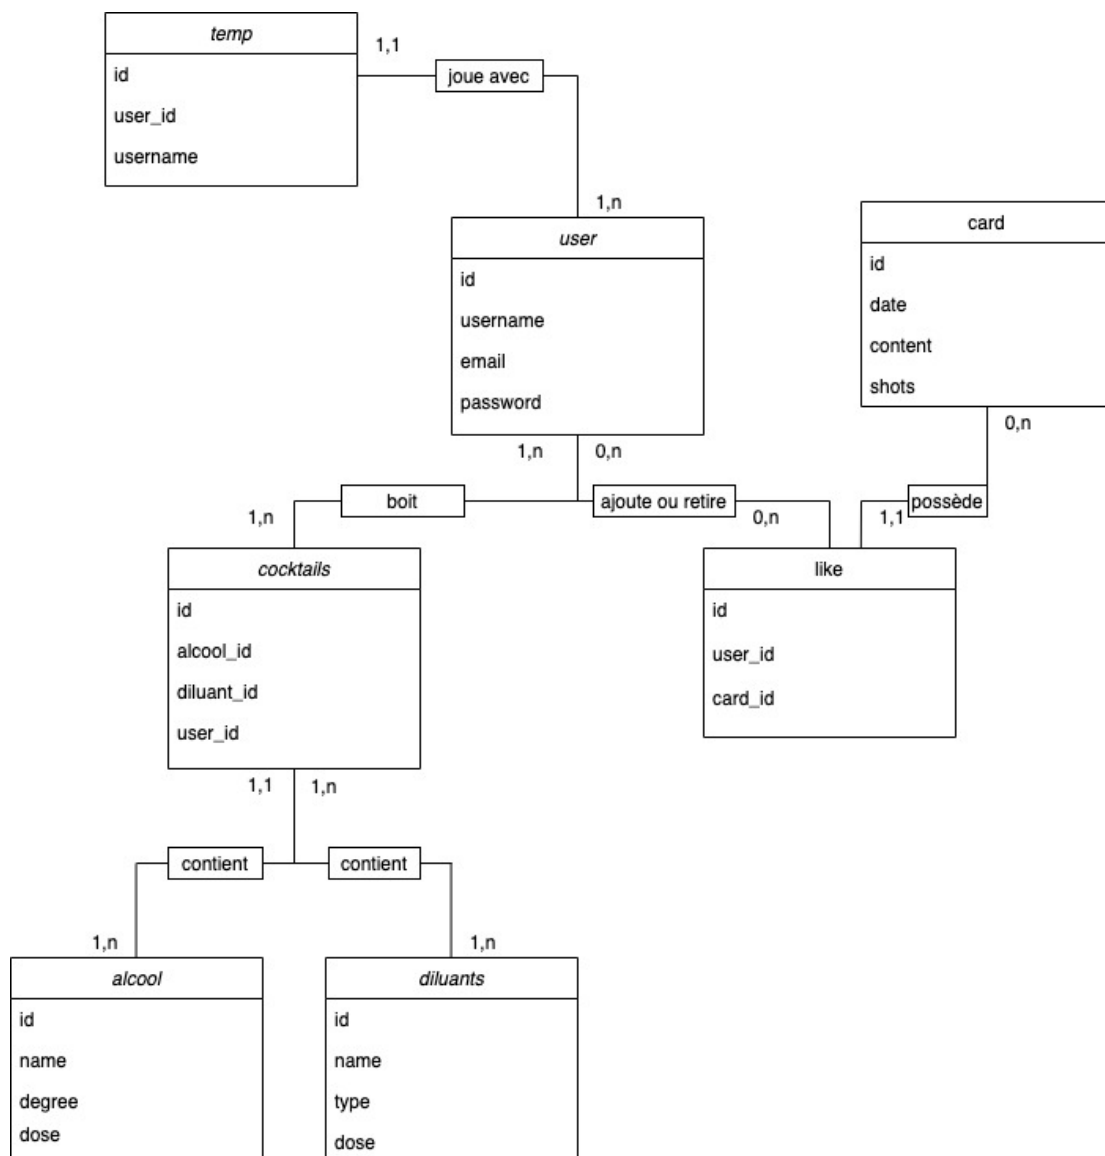 temp
id
user_id
username
1,1
joue avec
1,n
user
id
username
email
password
card
id
date
content
shots
0,n
1,n
0,n
boit
ajoute ou retire
possède
1,n
0,n
1,1
cocktails
id
alcool_id
diluant_id
user_id
like
id
user_id
card_id
1,1
1,n
contient
contient
1,n
1,n
alcool
id
name
degree
dose
diluants
id
name
type
dose